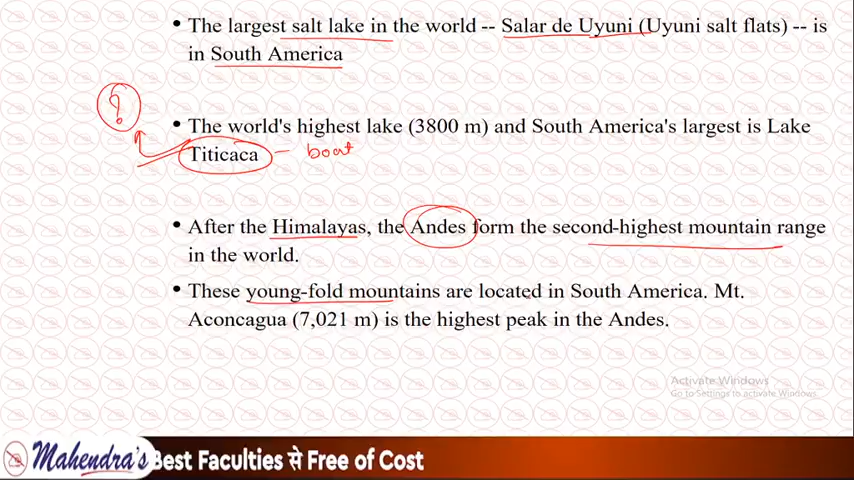 • The largest salt lake in the world -- Salar de Uyuni (Uyuni salt flats) -- is
in South America
?
• The world's highest lake (3800 m) and South America's largest is Lake
Titicaca – boat
• After the Himalayas, the Andes form the second-highest mountain range
in the world.
• These young-fold mountains are located in South America. Mt.
Aconcagua (7,021 m) is the highest peak in the Andes.
Activate Windows
Go to Settings to activate Windows.
Mahendra's Best Faculties से Free of Cost